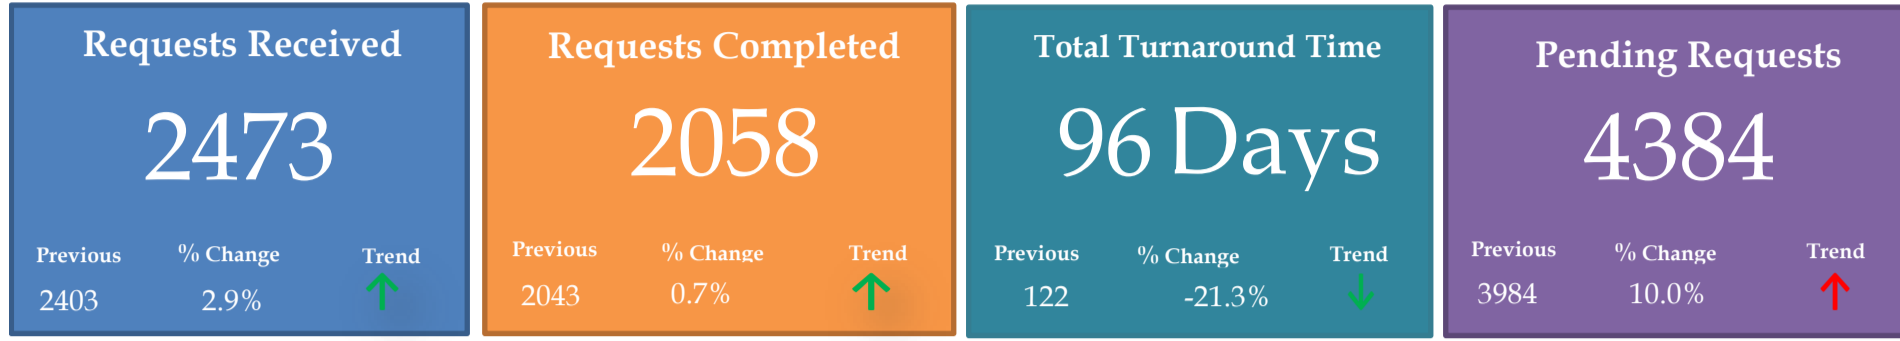 Requests Received
2473
Previous % Change Trend
2403 2.9%
Requests Completed
2058
Previous % Change Trend
2043 0.7%
Total Turnaround Time
96 Days
Previous % Change Trend
122 -21.3%
Pending Requests
4384
Previous % Change Trend
3984 10.0%